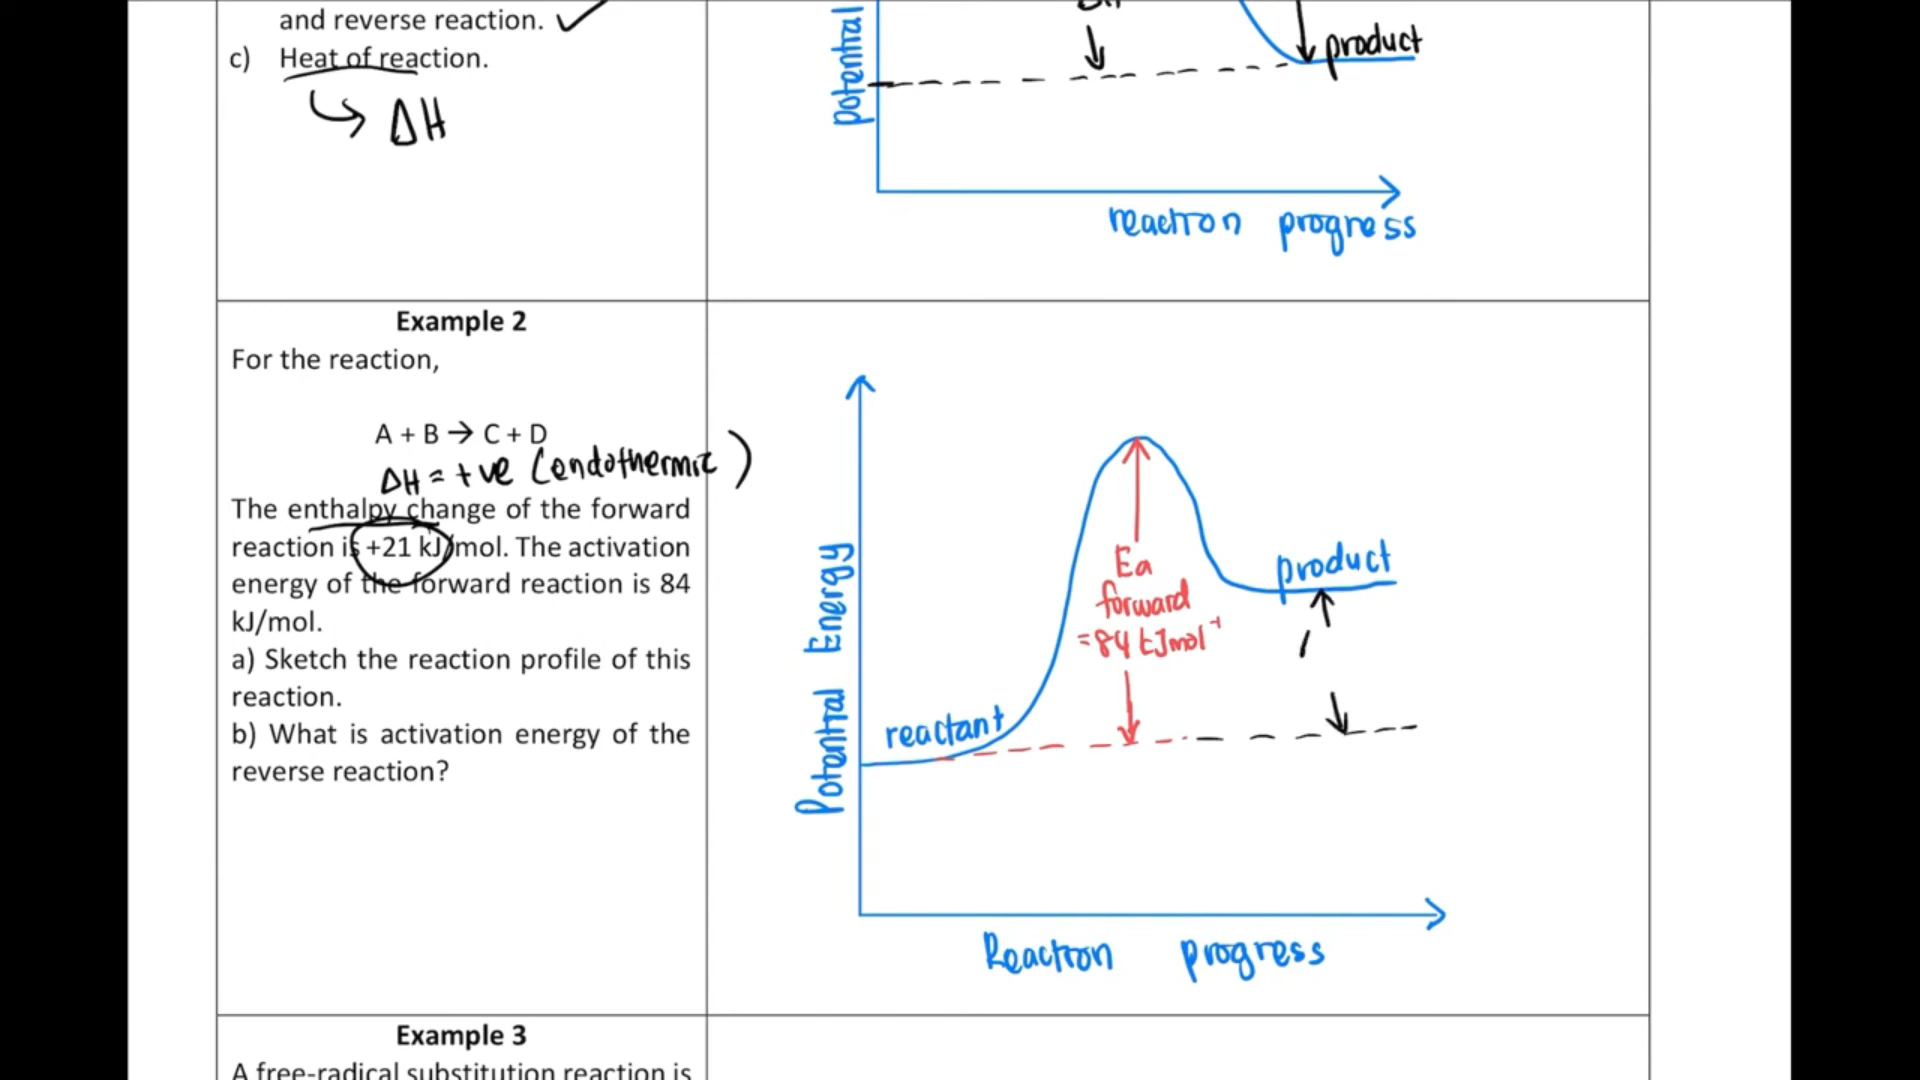 and reverse reaction. ✓
c) Heat of reaction.
↳ ΔH
potential
product
reaction progress
Example 2
For the reaction,
A + B → C + D
ΔH = +ve (endothermic)
The enthalpy change of the forward
reaction is +21 kJ/mol. The activation
energy of the forward reaction is 84
kJ/mol.
a) Sketch the reaction profile of this
reaction.
b) What is activation energy of the
reverse reaction?
Potential Energy
reactant
Ea
forward
= 84 kJmol⁻¹
product
Reaction progress
Example 3
A free-radical substitution reaction is